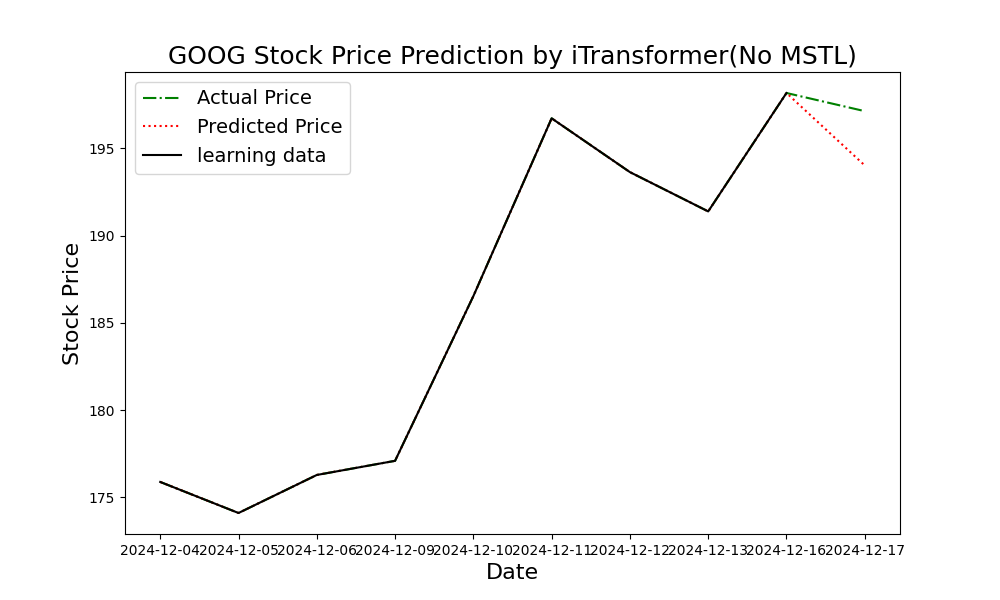 GOOG Stock Price Prediction by iTransformer(No MSTL)
Actual Price
Predicted Price
learning data
195
190
185
180
175
Stock Price
2024-12-04 2024-12-05 2024-12-06 2024-12-09 2024-12-10 2024-12-11 2024-12-12 2024-12-13 2024-12-16 2024-12-17
Date